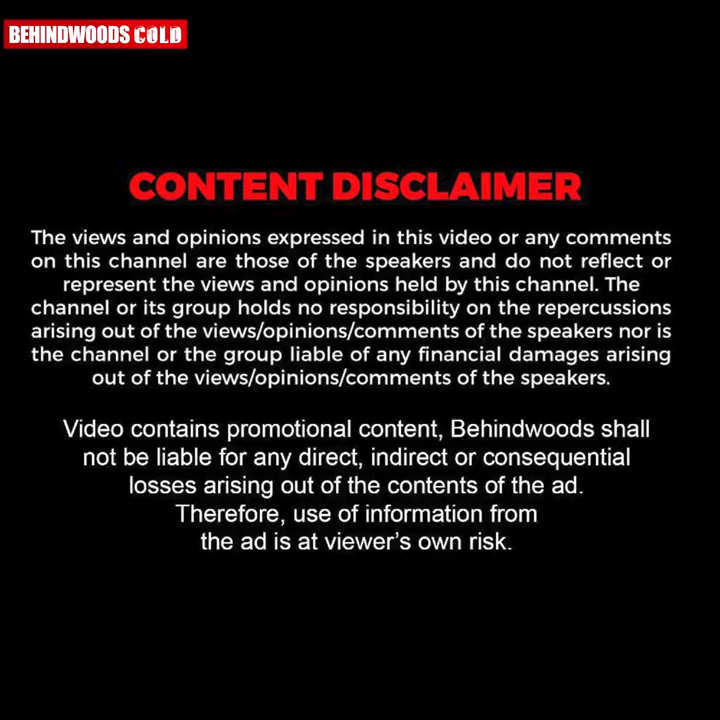 BEHINDWOODS COLD
CONTENT DISCLAIMER
The views and opinions expressed in this video or any comments
on this channel are those of the speakers and do not reflect or
represent the views and opinions held by this channel. The
channel or its group holds no responsibility on the repercussions
arising out of the views/opinions/comments of the speakers nor is
the channel or the group liable of any financial damages arising
out of the views/opinions/comments of the speakers.
Video contains promotional content, Behindwoods shall
not be liable for any direct, indirect or consequential
losses arising out of the contents of the ad.
Therefore, use of information from
the ad is at viewer's own risk.